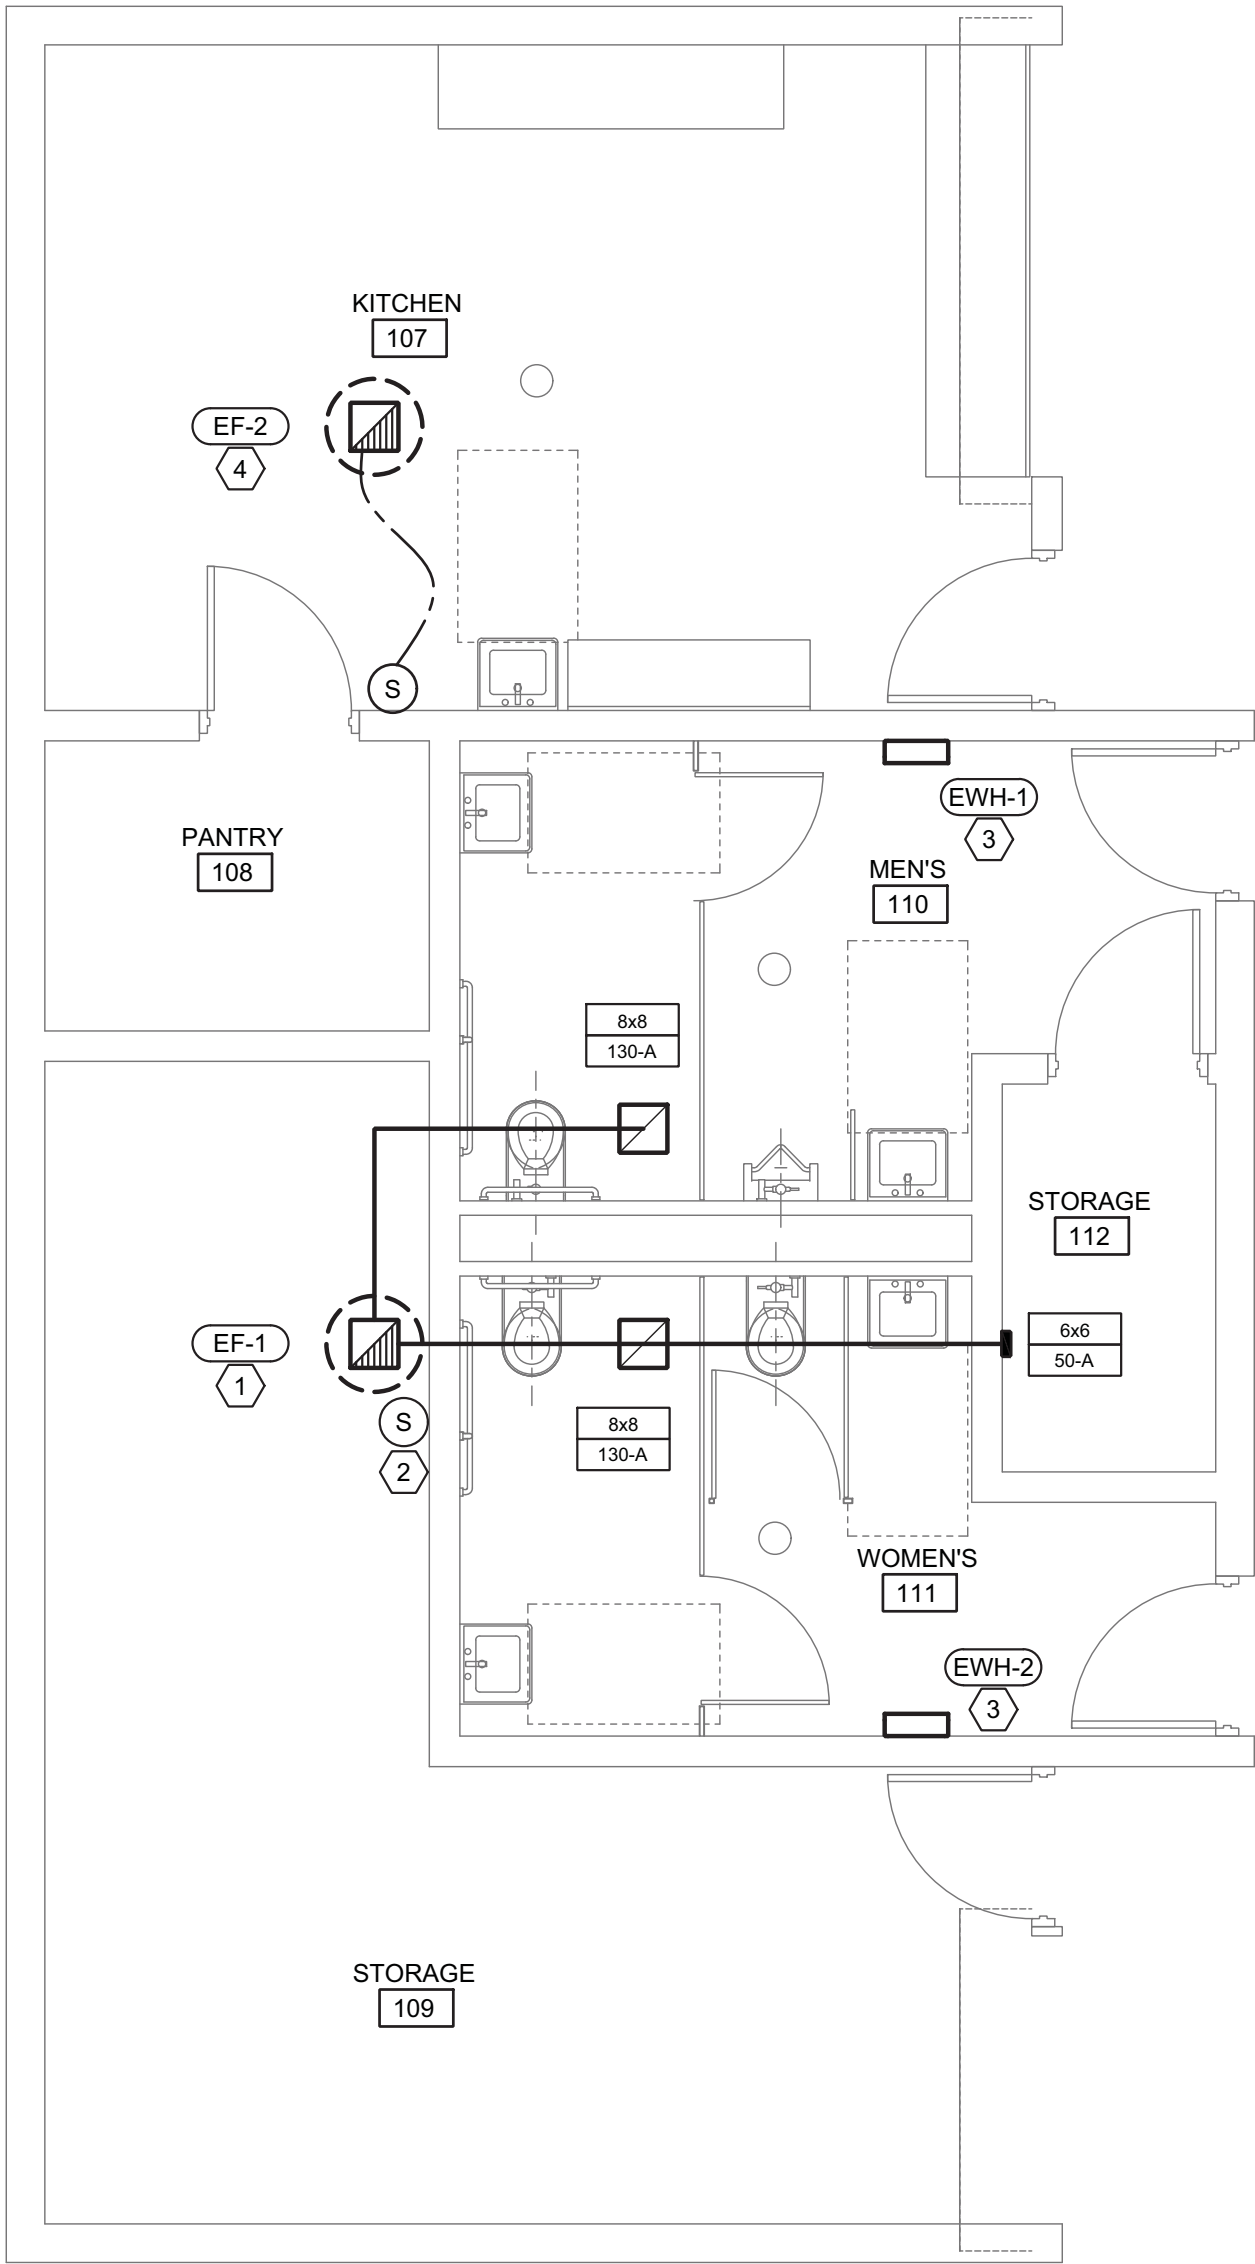 KITCHEN
107
EF-2
4
S
EWH-1
3
PANTRY
108
MEN'S
110
8x8
130-A
STORAGE
112
EF-1
1
6x6
50-A
S
2
8x8
130-A
WOMEN'S
111
EWH-2
3
STORAGE
109